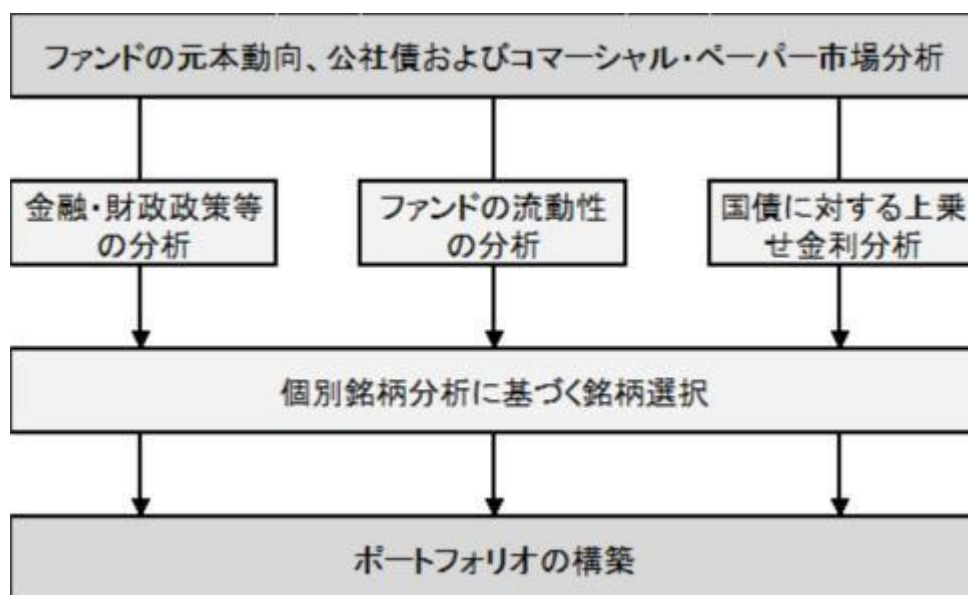 ファンドの元本動向、公社債およびコマーシャル・ペーパー市場分析
金融・財政政策等
の分析
ファンドの流動性
の分析
国債に対する上乗
せ金利分析
個別銘柄分析に基づく銘柄選択
ポートフォリオの構築